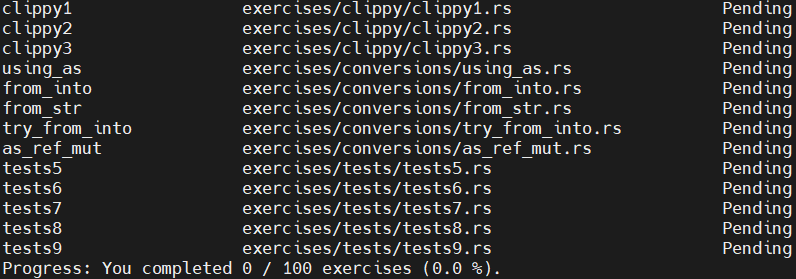 clippy1 exercises/clippy/clippy1.rs Pending
clippy2 exercises/clippy/clippy2.rs Pending
clippy3 exercises/clippy/clippy3.rs Pending
using_as exercises/conversions/using_as.rs Pending
from_into exercises/conversions/from_into.rs Pending
from_str exercises/conversions/from_str.rs Pending
try_from_into exercises/conversions/try_from_into.rs Pending
as_ref_mut exercises/conversions/as_ref_mut.rs Pending
tests5 exercises/tests/tests5.rs Pending
tests6 exercises/tests/tests6.rs Pending
tests7 exercises/tests/tests7.rs Pending
tests8 exercises/tests/tests8.rs Pending
tests9 exercises/tests/tests9.rs Pending
Progress: You completed 0 / 100 exercises (0.0 %).